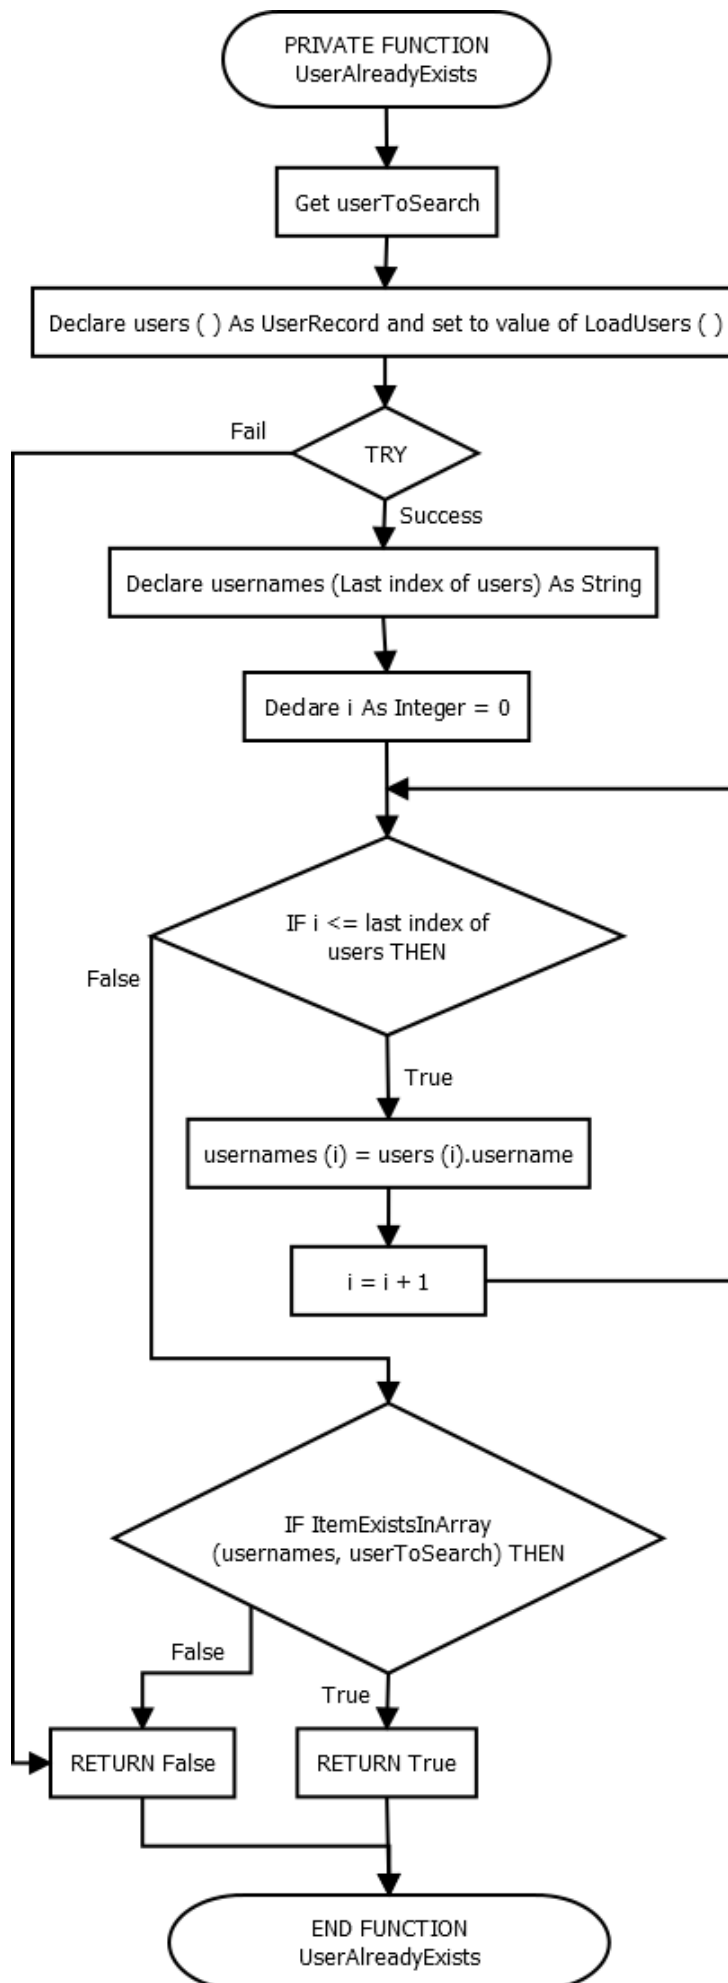 PRIVATE FUNCTION
UserAlreadyExists
Get userToSearch
Declare users ( ) As UserRecord and set to value of LoadUsers ( )
Fail
TRY
Success
Declare usernames (Last index of users) As String
Declare i As Integer = 0
IF i <= last index of
users THEN
False
True
usernames (i) = users (i).username
i = i + 1
IF ItemExistsInArray
(usernames, userToSearch) THEN
False
True
RETURN False
RETURN True
END FUNCTION
UserAlreadyExists